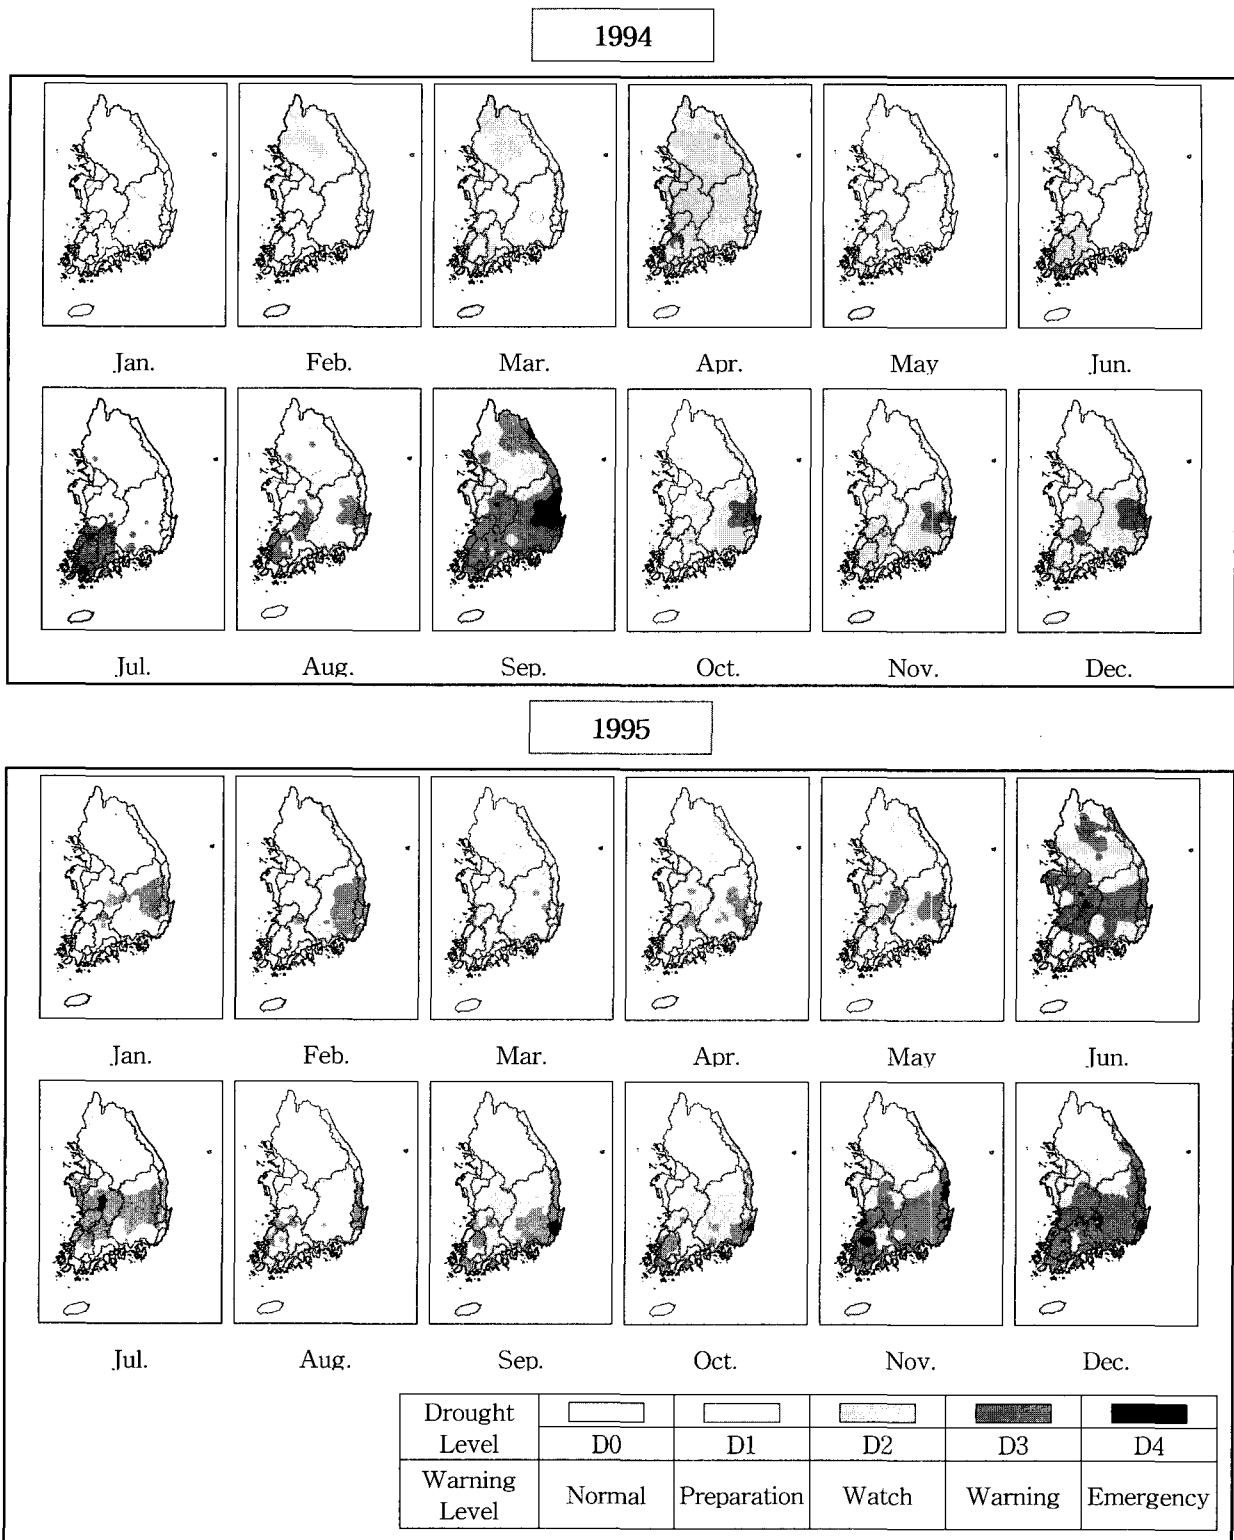 1994
Jan. Feb. Mar. Apr. May Jun.
Jul. Aug. Sep. Oct. Nov. Dec.
1995
Jan. Feb. Mar. Apr. May Jun.
Jul. Aug. Sep. Oct. Nov. Dec.
Drought Level D0 D1 D2 D3 D4
Warning Level Normal Preparation Watch Warning Emergency